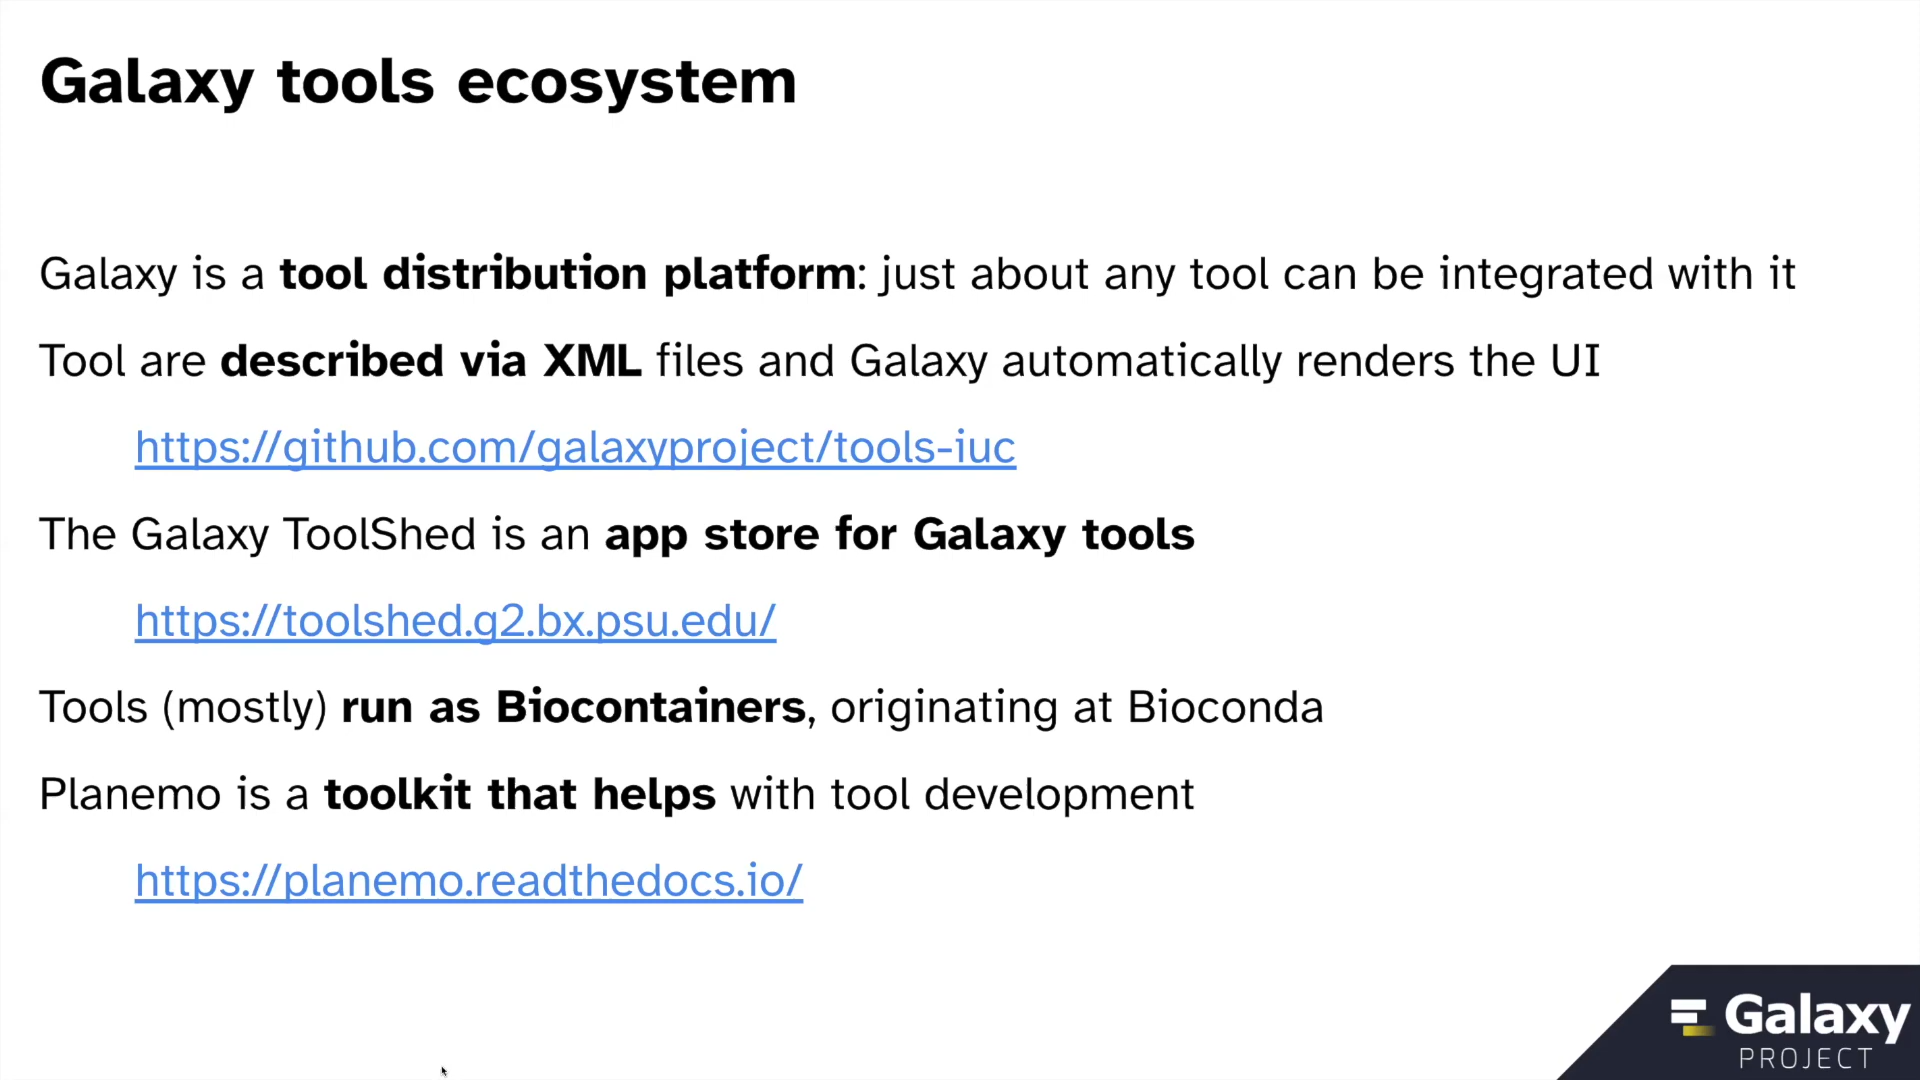 Galaxy tools ecosystem
Galaxy is a tool distribution platform: just about any tool can be integrated with it
Tool are described via XML files and Galaxy automatically renders the UI
https://github.com/galaxyproject/tools-iuc
The Galaxy ToolShed is an app store for Galaxy tools
https://toolshed.g2.bx.psu.edu/
Tools (mostly) run as Biocontainers, originating at Bioconda
Planemo is a toolkit that helps with tool development
https://planemo.readthedocs.io/
Galaxy
PROJECT